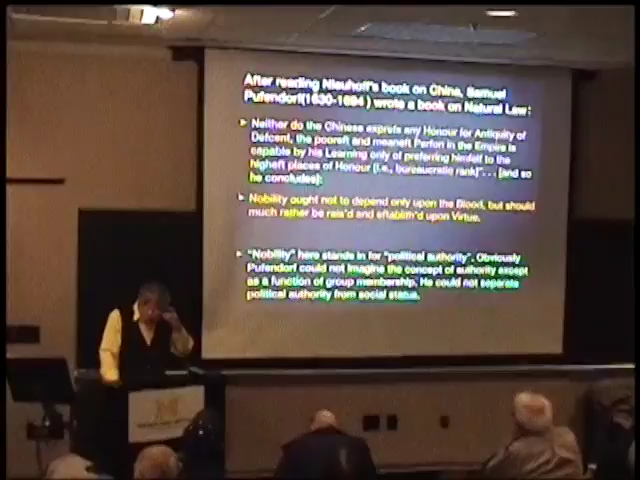 After reading Nieuhoff's book on China, Samuel
Pufendorf(1630-1694 ) wrote a book on Natural Law:
Neither do the Chinese exprefs any Honour for Antiquity of
Defcent, the pooreft and meaneft Perfon in the Empire is
capable by his Learning only of preferring himfelf to the
higheft places of Honour [i.e., bureaucratic rank]"... [and so
he concludes]:
Nobility ought not to depend only upon the Blood, but should
much rather be rais'd and eftablifh'd upon Virtue.
"Nobility" here stands in for "political authority". Obviously
Pufendorf could not imagine the concept of authority except
as a function of group membership. He could not separate
political authority from social status.